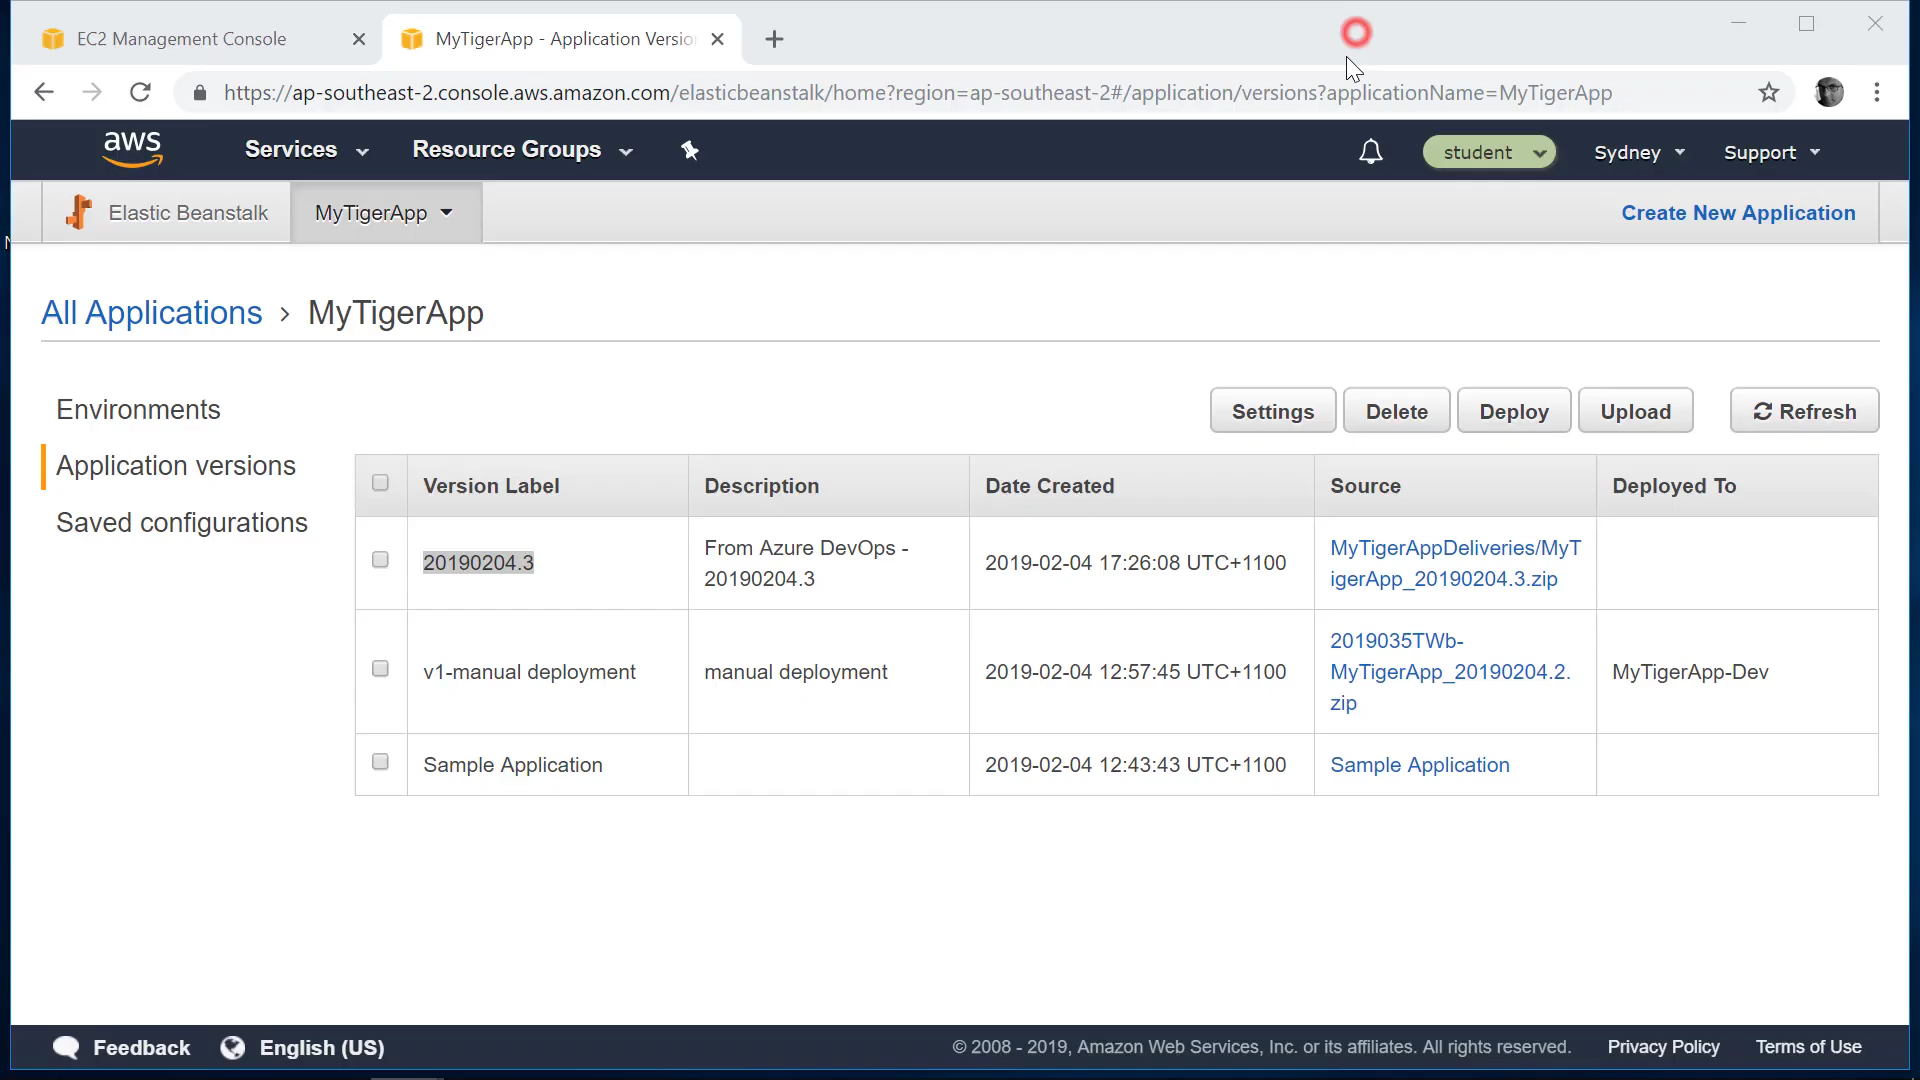 EC2 Management Console
MyTigerApp - Application Versio
https://ap-southeast-2.console.aws.amazon.com/elasticbeanstalk/home?region=ap-southeast-2#/application/versions?applicationName=MyTigerApp
aws
Services
Resource Groups
student
Sydney
Support
Elastic Beanstalk
MyTigerApp
Create New Application
All Applications > MyTigerApp
Environments
Application versions
Saved configurations
Settings
Delete
Deploy
Upload
Refresh
Version Label
Description
Date Created
Source
Deployed To
20190204.3
From Azure DevOps -
20190204.3
2019-02-04 17:26:08 UTC+1100
MyTigerAppDeliveries/MyT
igerApp_20190204.3.zip
v1-manual deployment
manual deployment
2019-02-04 12:57:45 UTC+1100
2019035TWb-
MyTigerApp_20190204.2.
zip
MyTigerApp-Dev
Sample Application
2019-02-04 12:43:43 UTC+1100
Sample Application
Feedback
English (US)
© 2008 - 2019, Amazon Web Services, Inc. or its affiliates. All rights reserved.
Privacy Policy
Terms of Use